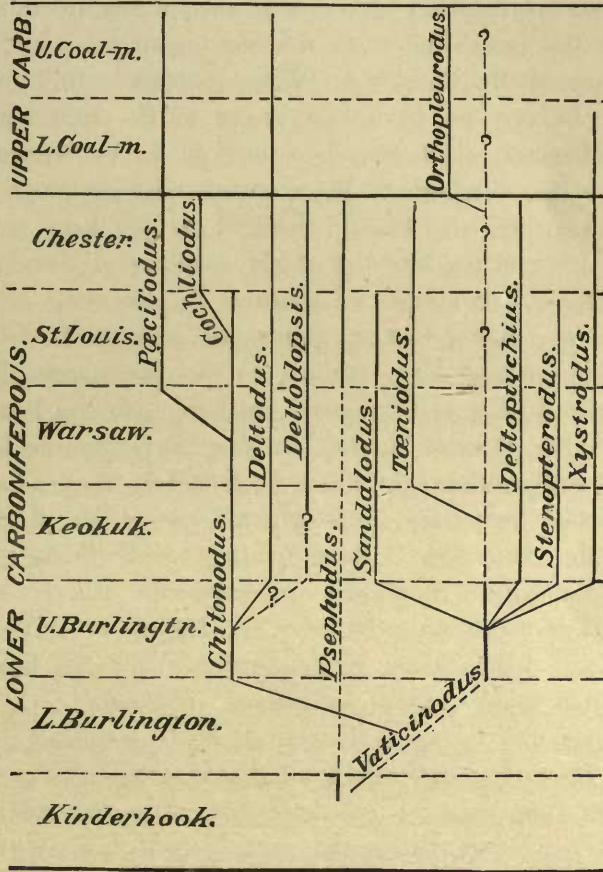 UPPER CARB.
U.Coal-m.
L.Coal-m.
LOWER CARBONIFEROUS.
Chester.
St.Louis.
Warsaw.
Keokuk.
U.Burlingtn.
L.Burlington.
Kinderhook.
Pœcilodus.
Cochliodus.
Chitonodus.
Deltodus.
Deltodopsis.
?
?
Psephodus.
Sandalodus.
Tæniodus.
Orthopleurodus.
?
?
?
?
Vaticinodus
Deltoptychius.
Stenopterodus.
Xystrodus.